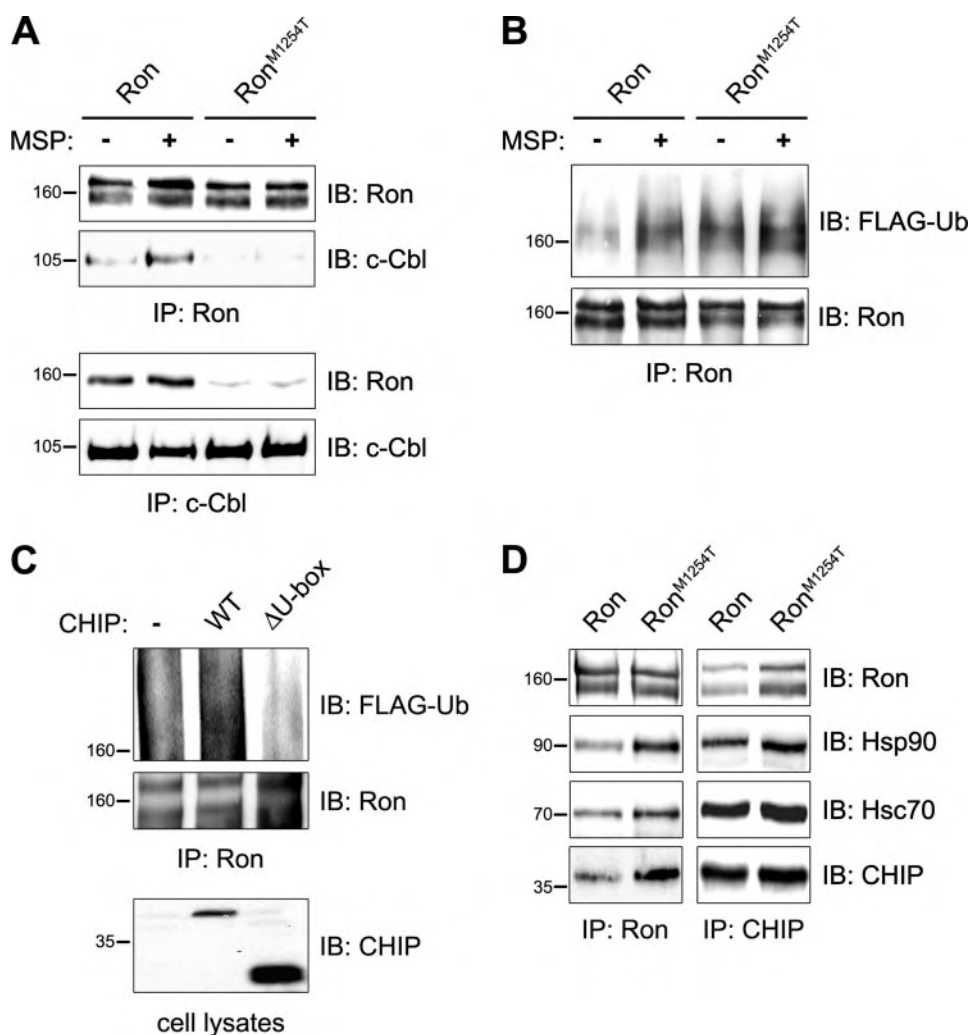 A
Ron Ron^M1254T
MSP: - + - +
160 IB: Ron
105 IB: c-Cbl
IP: Ron
160 IB: Ron
105 IB: c-Cbl
IP: c-Cbl
B
Ron Ron^M1254T
MSP: - + - +
160 IB: FLAG-Ub
160 IB: Ron
IP: Ron
C
CHIP: - WT ΔU-box
160 IB: FLAG-Ub
160 IB: Ron
IP: Ron
35 IB: CHIP
cell lysates
D
Ron Ron^M1254T Ron Ron^M1254T
160 IB: Ron
90 IB: Hsp90
70 IB: Hsc70
35 IB: CHIP
IP: Ron IP: CHIP